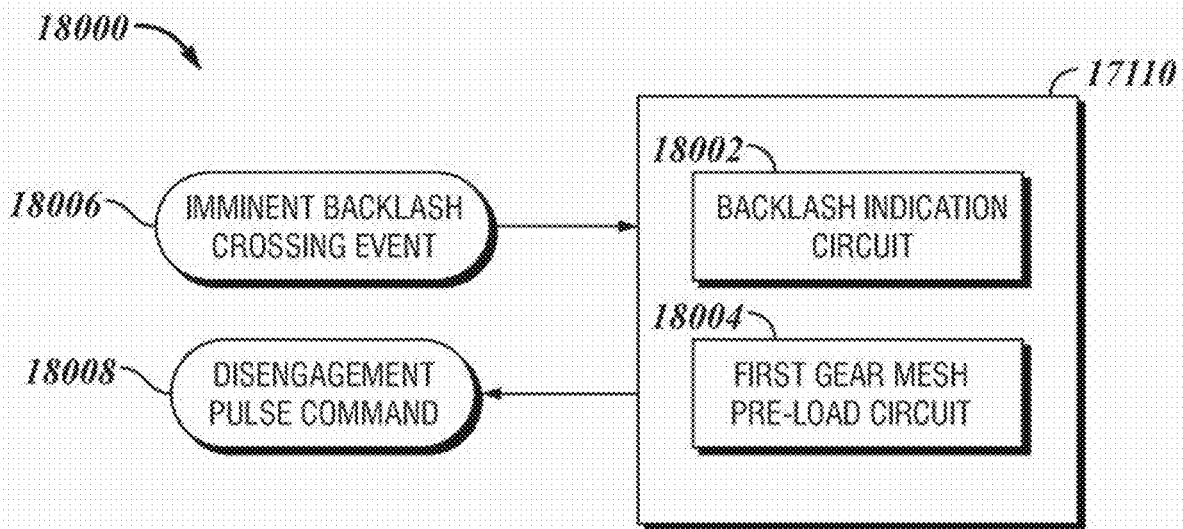 18000
17110
18002
18006
IMMINENT BACKLASH
CROSSING EVENT
BACKLASH INDICATION
CIRCUIT
18004
18008
DISENGAGEMENT
PULSE COMMAND
FIRST GEAR MESH
PRE-LOAD CIRCUIT